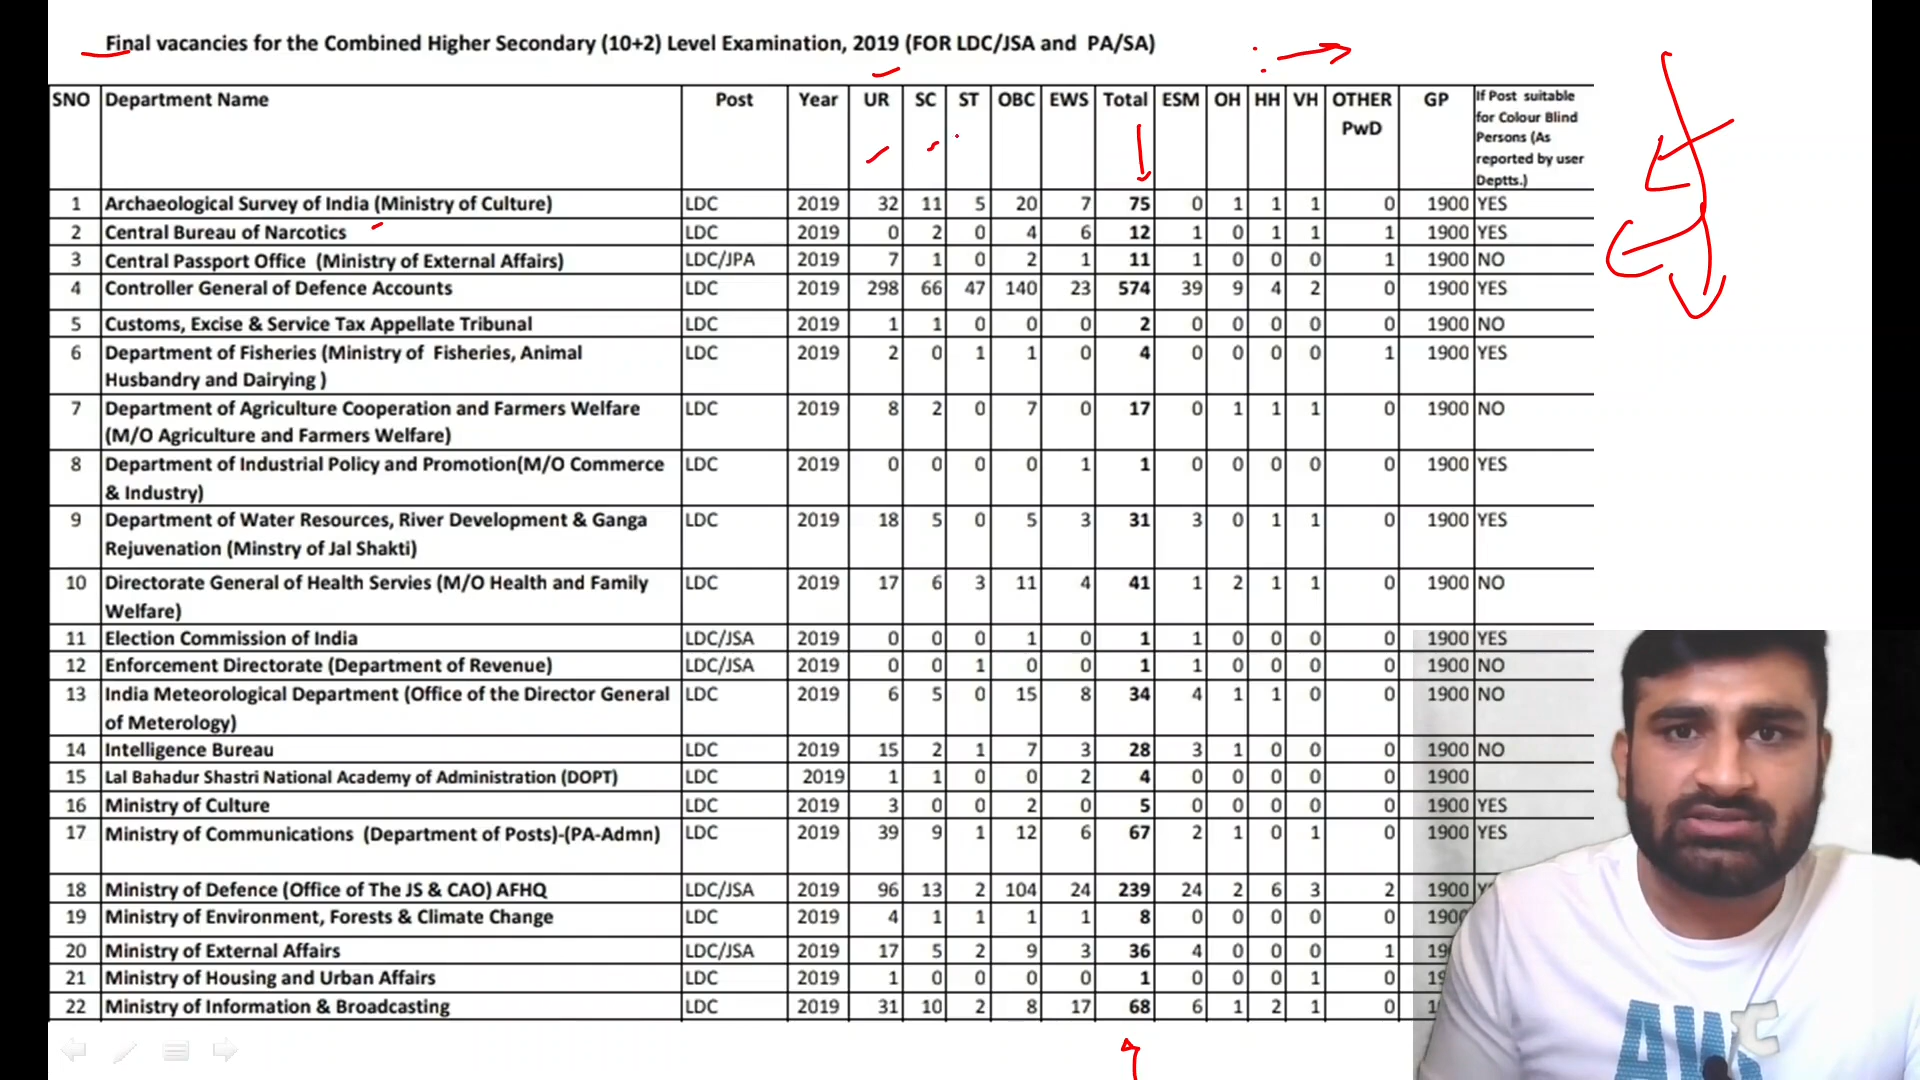 Final vacancies for the Combined Higher Secondary (10+2) Level Examination, 2019 (FOR LDC/JSA and PA/SA)
SNO Department Name Post Year UR SC ST OBC EWS Total ESM OH HH VH OTHER PwD GP If Post suitable for Colour Blind Persons (As reported by user Deptts.)
1 Archaeological Survey of India (Ministry of Culture) LDC 2019 32 11 5 20 7 75 0 1 1 1 0 1900 YES
2 Central Bureau of Narcotics LDC 2019 0 2 0 4 6 12 1 0 1 1 1 1900 YES
3 Central Passport Office (Ministry of External Affairs) LDC/JPA 2019 7 1 0 2 1 11 1 0 0 0 1 1900 NO
4 Controller General of Defence Accounts LDC 2019 298 66 47 140 23 574 39 9 4 2 0 1900 YES
5 Customs, Excise & Service Tax Appellate Tribunal LDC 2019 1 1 0 0 0 2 0 0 0 0 0 1900 NO
6 Department of Fisheries (Ministry of Fisheries, Animal LDC 2019 2 0 1 1 0 4 0 0 0 0 1 1900 YES
Husbandry and Dairying )
7 Department of Agriculture Cooperation and Farmers Welfare LDC 2019 8 2 0 7 0 17 0 1 1 1 0 1900 NO
(M/O Agriculture and Farmers Welfare)
8 Department of Industrial Policy and Promotion(M/O Commerce LDC 2019 0 0 0 0 1 1 0 0 0 0 0 1900 YES
& Industry)
9 Department of Water Resources, River Development & Ganga LDC 2019 18 5 0 5 3 31 3 0 1 1 0 1900 YES
Rejuvenation (Minstry of Jal Shakti)
10 Directorate General of Health Servies (M/O Health and Family LDC 2019 17 6 3 11 4 41 1 2 1 1 0 1900 NO
Welfare)
11 Election Commission of India LDC/JSA 2019 0 0 0 1 0 1 1 0 0 0 0 1900 YES
12 Enforcement Directorate (Department of Revenue) LDC/JSA 2019 0 0 1 0 0 1 1 0 0 0 0 1900 NO
13 India Meteorological Department (Office of the Director General LDC 2019 6 5 0 15 8 34 4 1 1 0 0 1900 NO
of Meterology)
14 Intelligence Bureau LDC 2019 15 2 1 7 3 28 3 1 0 0 0 1900 NO
15 Lal Bahadur Shastri National Academy of Administration (DOPT) LDC 2019 1 1 0 0 2 4 0 0 0 0 0 1900
16 Ministry of Culture LDC 2019 3 0 0 2 0 5 0 0 0 0 0 1900 YES
17 Ministry of Communications (Department of Posts)-(PA-Admn) LDC 2019 39 9 1 12 6 67 2 1 0 1 0 1900 YES
18 Ministry of Defence (Office of The JS & CAO) AFHQ LDC/JSA 2019 96 13 2 104 24 239 24 2 6 3 2 1900
19 Ministry of Environment, Forests & Climate Change LDC 2019 4 1 1 1 1 8 0 0 0 0 0 1900
20 Ministry of External Affairs LDC/JSA 2019 17 5 2 9 3 36 4 0 0 0 1
21 Ministry of Housing and Urban Affairs LDC 2019 1 0 0 0 0 1 0 0 0 1 0
22 Ministry of Information & Broadcasting LDC 2019 31 10 2 8 17 68 6 1 2 1 0